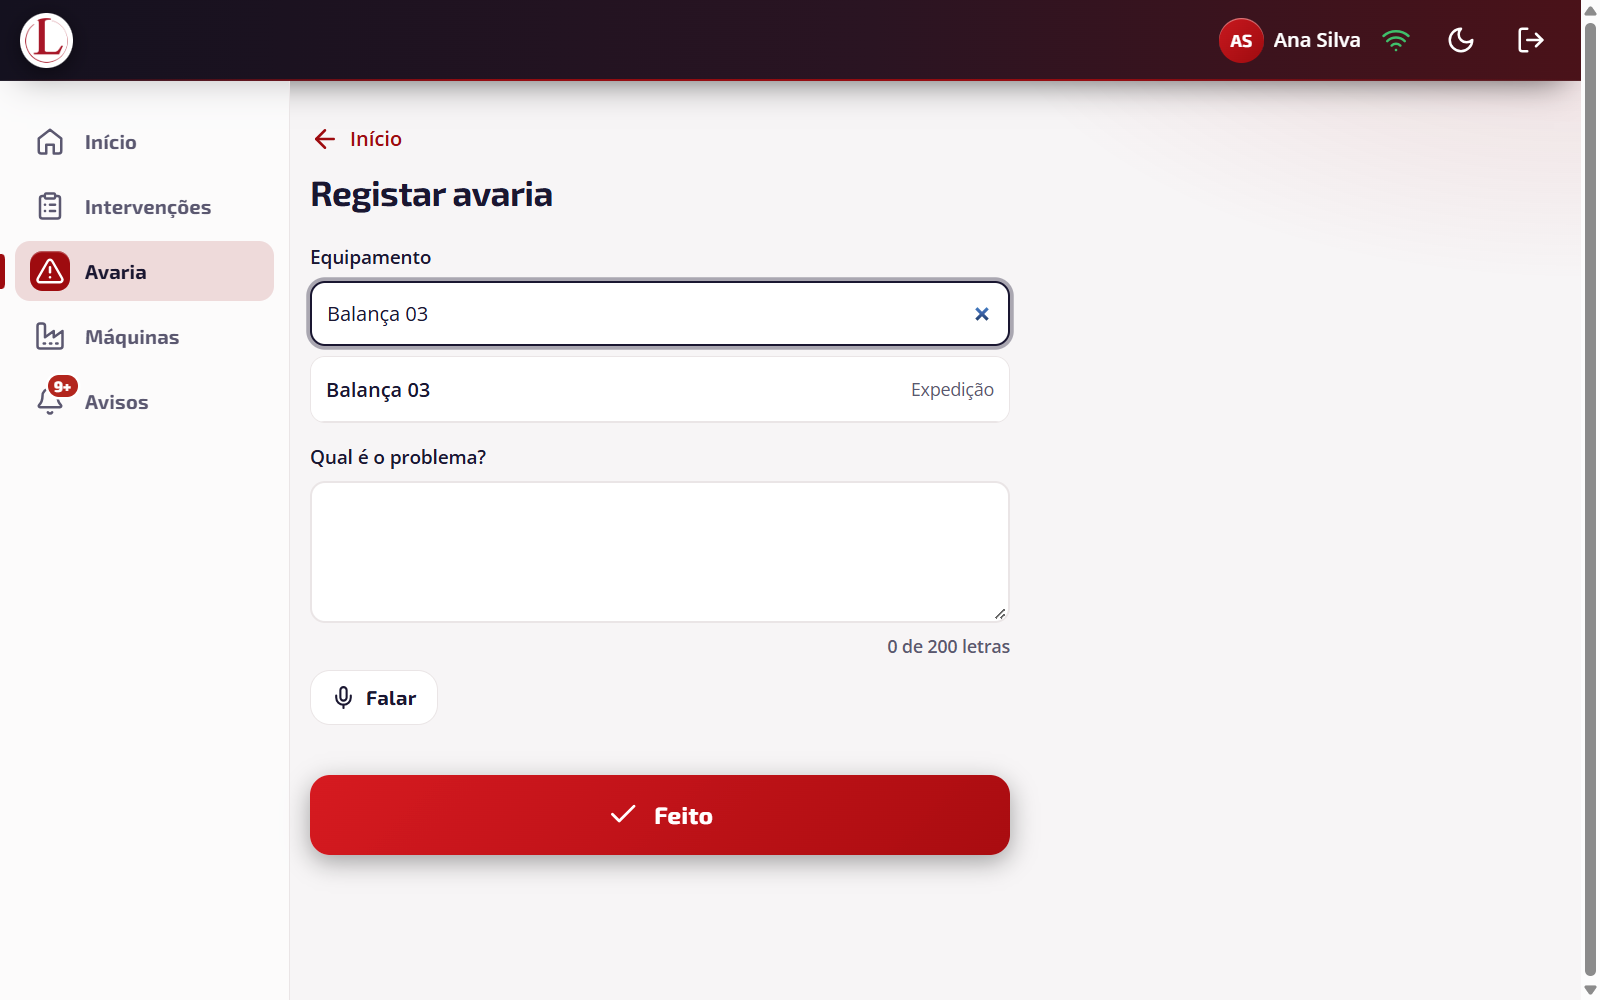 L
AS
Ana Silva
Início
Intervenções
Avaria
Máquinas
9+
Avisos
Início
Registar avaria
Equipamento
Balança 03
Balança 03
Expedição
Qual é o problema?
0 de 200 letras
Falar
Feito